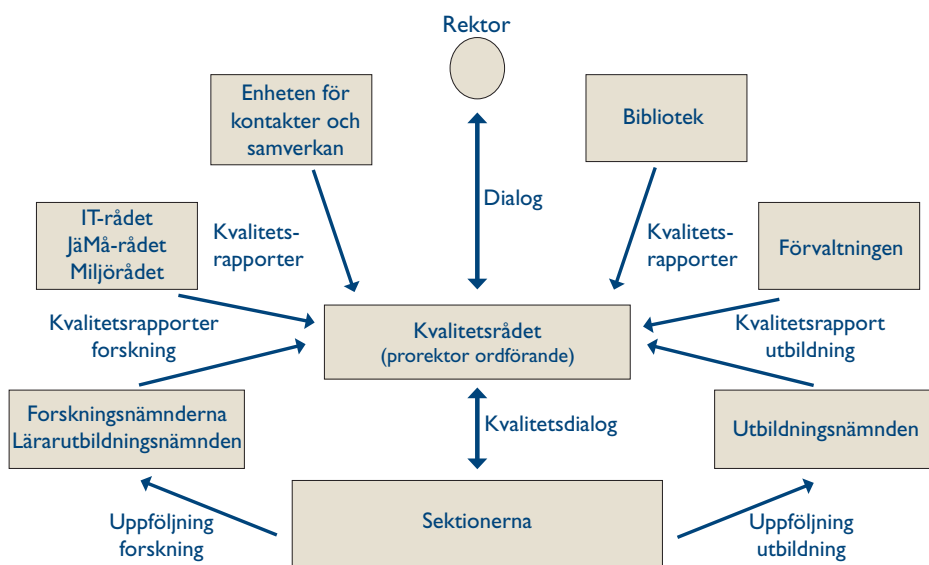 Rektor
Enheten för
kontakter och
samverkan
Bibliotek
Dialog
IT-rådet
JäMå-rådet
Miljörådet
Kvalitets-
rapporter
Kvalitets-
rapporter
Förvaltningen
Kvalitetsrapporter
forskning
Kvalitetsrådet
(prorektor ordförande)
Kvalitetsrapport
utbildning
Forskningsnämnderna
Lärarutbildningsnämnden
Kvalitetsdialog
Utbildningsnämnden
Uppföljning
forskning
Sektionerna
Uppföljning
utbildning